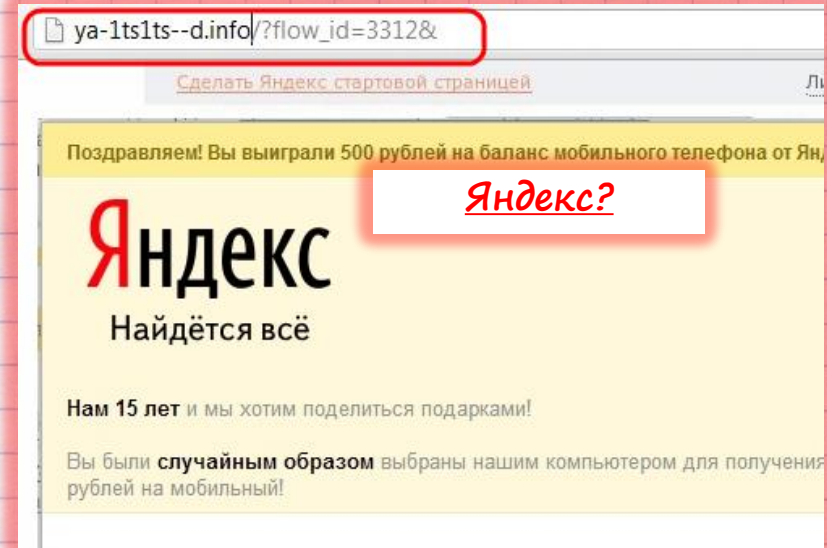 ya-1ts1ts--d.info/?flow_id=3312&
Сделать Яндекс стартовой страницей
Поздравляем! Вы выиграли 500 рублей на баланс мобильного телефона от
Яндекс?
Яндекс
Найдётся всё
Нам 15 лет и мы хотим поделиться подарками!
Вы были случайным образом выбраны нашим компьютером для получения
рублей на мобильный!